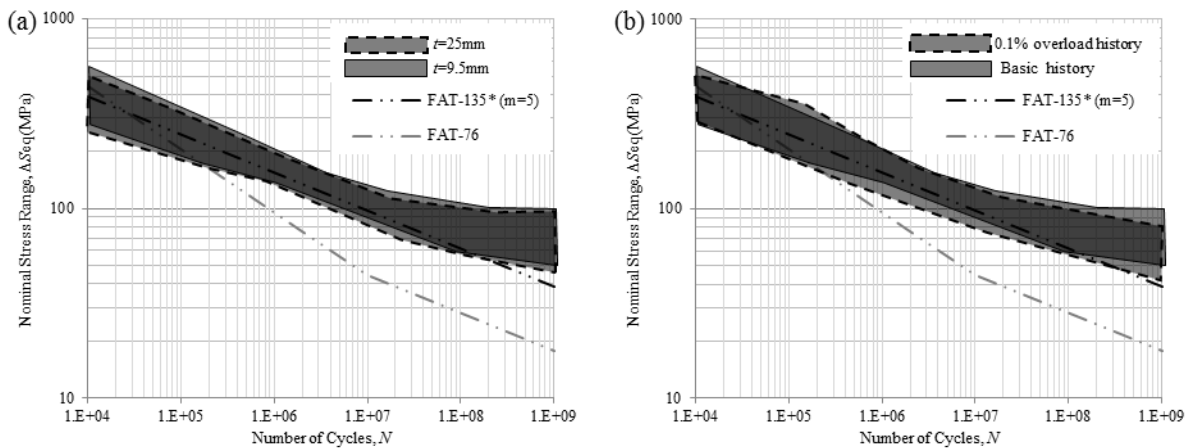 (a)
Nominal Stress Range, ΔSeq(MPa)
1000
100
10
t=25mm
t=9.5mm
FAT-135* (m=5)
FAT-76
1.E+04 1.E+05 1.E+06 1.E+07 1.E+08 1.E+09
Number of Cycles, N
(b)
Nominal Stress Range, ΔSeq(MPa)
1000
100
10
0.1% overload history
Basic history
FAT-135* (m=5)
FAT-76
1.E+04 1.E+05 1.E+06 1.E+07 1.E+08 1.E+09
Number of Cycles, N